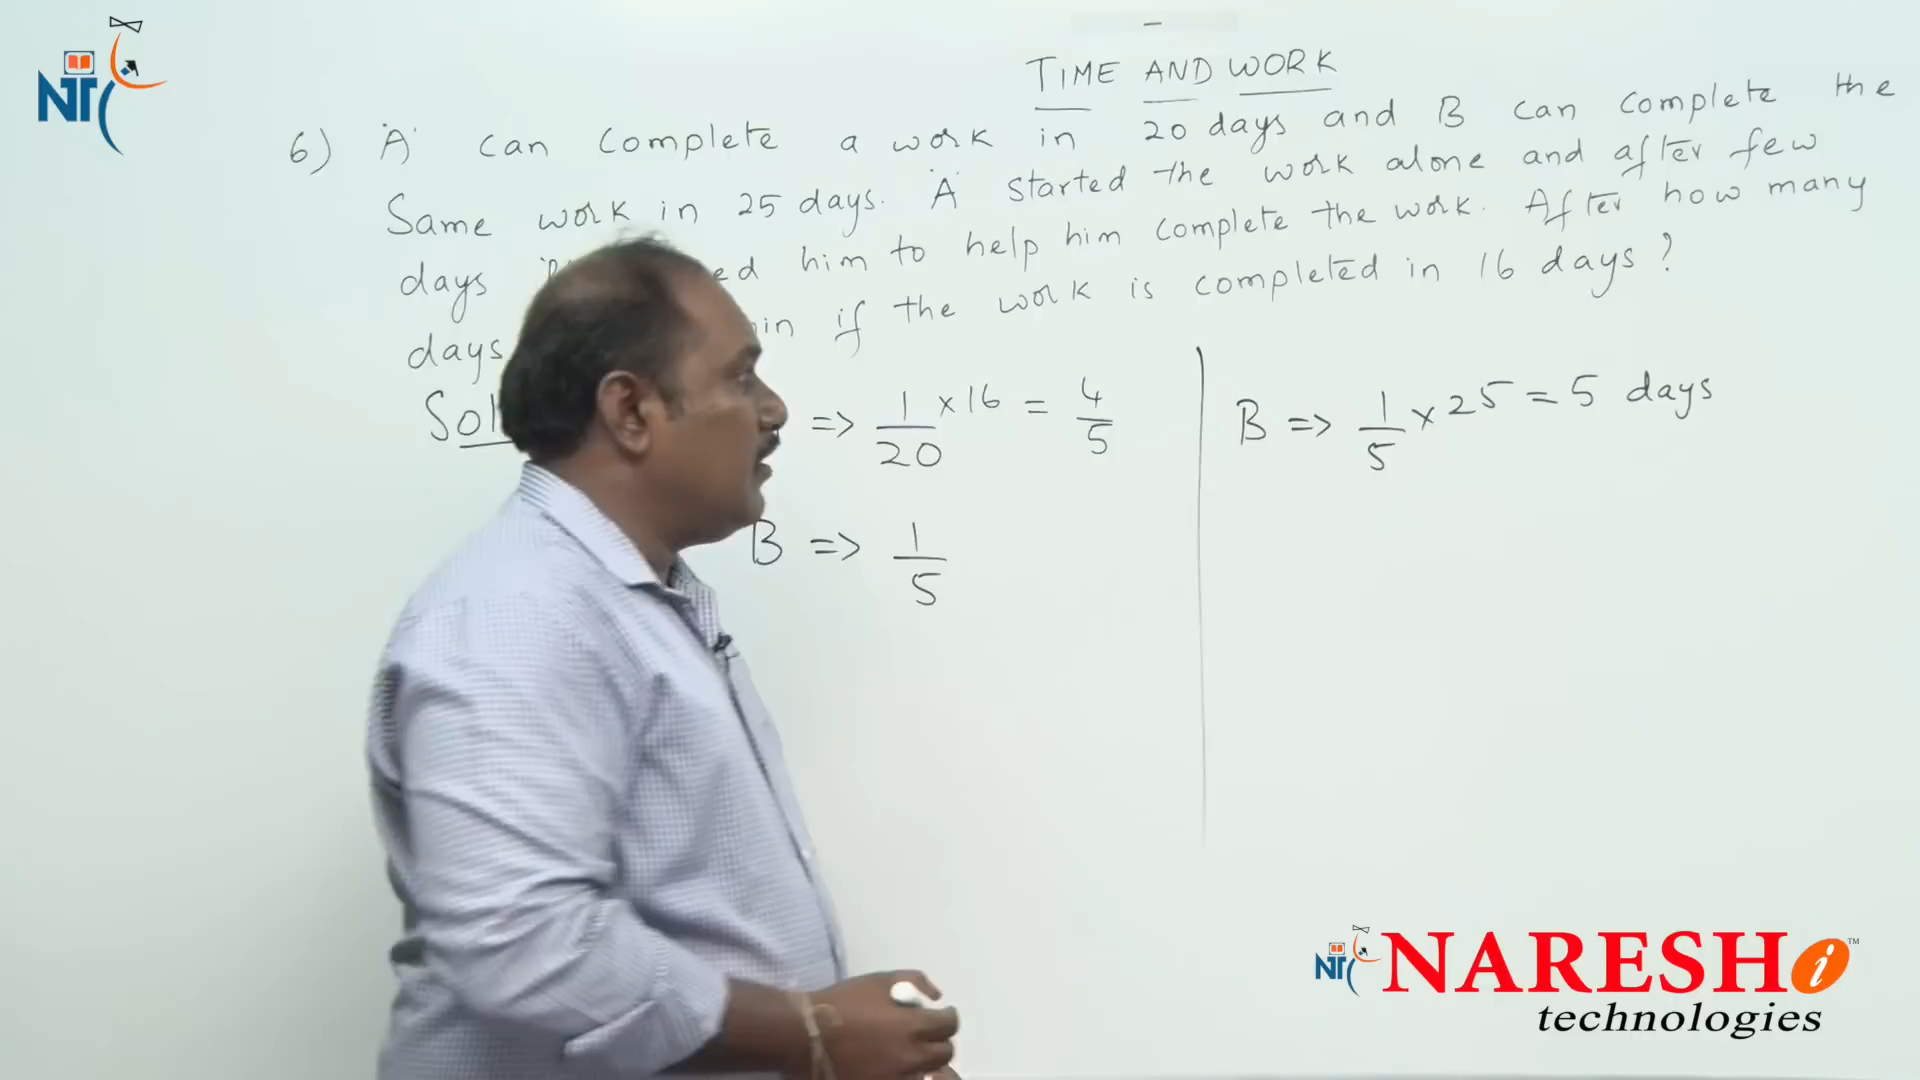 NTC
TIME AND WORK
6) A can complete a work in 20 days and B can complete the
Same work in 25 days. A started the work alone and after few
days him to help him complete the work. After how many
days if the work is completed in 16 days?
Sol => 1/20 × 16 = 4/5
B => 1/5
B => 1/5 × 25 = 5 days
NTC NARESH i ™
technologies